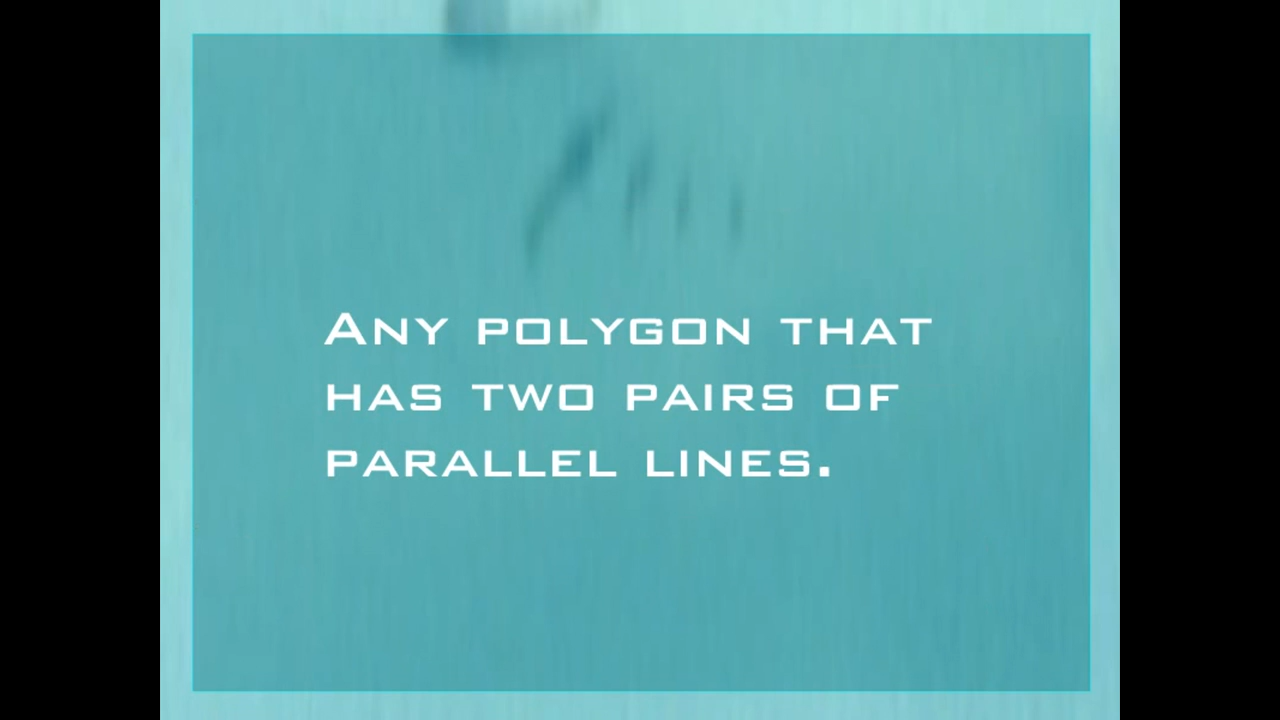 Any polygon that
has two pairs of
parallel lines.